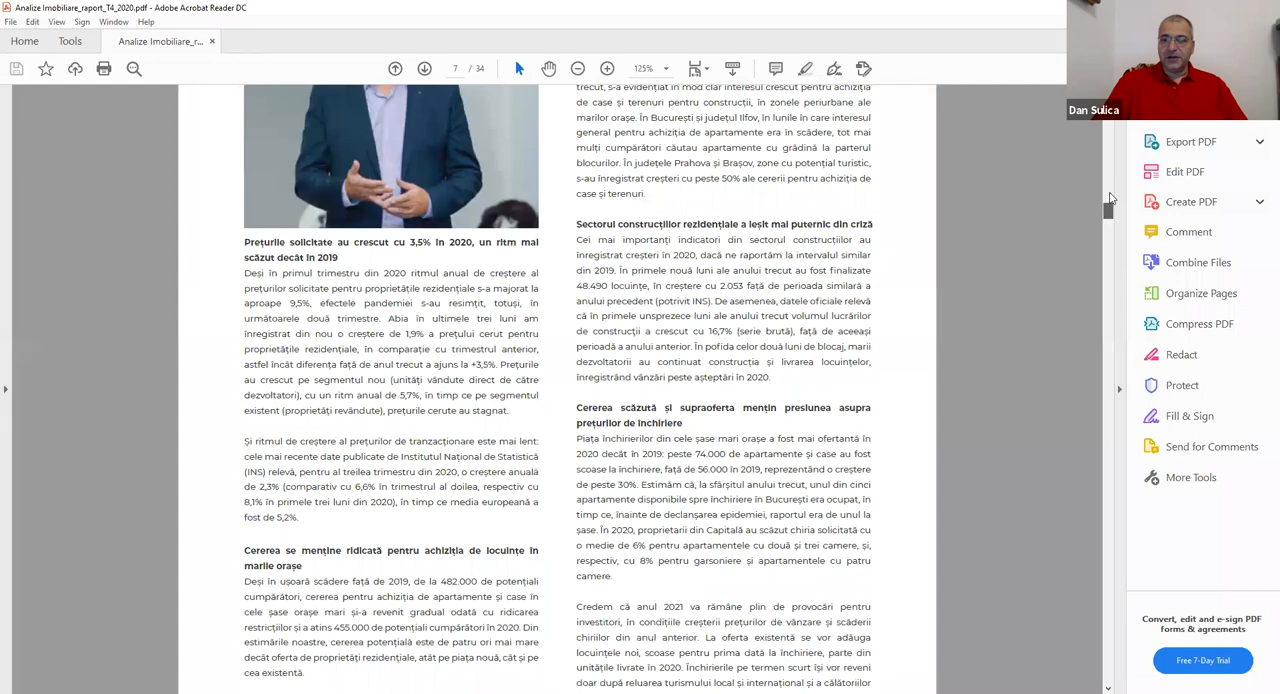 Analize Imobiliare_raport_T4_2020.pdf - Adobe Acrobat Reader DC
File Edit View Sign Window Help
Home Tools Analize Imobiliare_r... ×
7 / 34 125%
Dan Sulica
Prețurile solicitate au crescut cu 3,5% în 2020, un ritm mai
scăzut decât în 2019
Deși în primul trimestru din 2020 ritmul anual de creștere al
prețurilor solicitate pentru proprietățile rezidențiale s-a majorat la
aproape 9,5%, efectele pandemiei s-au resimțit, totuși, în
următoarele două trimestre. Abia în ultimele trei luni am
înregistrat din nou o creștere de 1,9% a prețului cerut pentru
proprietățile rezidențiale, în comparație cu trimestrul anterior,
astfel încât diferența față de anul trecut a ajuns la +3,5%. Prețurile
au crescut pe segmentul nou (unități vândute direct de către
dezvoltatori), cu un ritm anual de 5,7%, în timp ce pe segmentul
existent (proprietăți revândute), prețurile cerute au stagnat.
Și ritmul de creștere al prețurilor de tranzacționare este mai lent:
cele mai recente date publicate de Institutul Național de Statistică
(INS) relevă, pentru al treilea trimestru din 2020, o creștere anuală
de 2,3% (comparativ cu 6,6% în trimestrul al doilea, respectiv cu
8,1% în primele trei luni din 2020), în timp ce media europeană a
fost de 5,2%.
Cererea se menține ridicată pentru achiziția de locuințe în
marile orașe
Deși în ușoară scădere față de 2019, de la 482.000 de potențiali
cumpărători, cererea pentru achiziția de apartamente și case în
cele șase orașe mari și-a revenit gradual odată cu ridicarea
restricțiilor și a atins 455.000 de potențiali cumpărători în 2020. Din
estimările noastre, cererea potențială este de patru ori mai mare
decât oferta de proprietăți rezidențiale, atât pe piața nouă, cât și pe
cea existentă.
trecut, s-a evidențiat în mod clar interesul crescut pentru achiziția
de case și terenuri pentru construcții, în zonele periurbane ale
marilor orașe. În București și județul Ilfov, în lunile în care interesul
general pentru achiziția de apartamente era în scădere, tot mai
mulți cumpărători căutau apartamente cu grădină la parterul
blocurilor. În județele Prahova și Brașov, zone cu potențial turistic,
s-au înregistrat creșteri cu peste 50% ale cererii pentru achiziția de
case și terenuri.
Sectorul construcțiilor rezidențiale a ieșit mai puternic din criză
Cei mai importanți indicatori din sectorul construcțiilor au
înregistrat creșteri în 2020, dacă ne raportăm la intervalul similar
din 2019. În primele nouă luni ale anului trecut au fost finalizate
48.490 locuințe, în creștere cu 2.053 față de perioada similară a
anului precedent (potrivit INS). De asemenea, datele oficiale relevă
că în primele unsprezece luni ale anului trecut volumul lucrărilor
de construcții a crescut cu 16,7% (serie brută), față de aceeași
perioadă a anului anterior. În pofida celor două luni de blocaj, marii
dezvoltatorii au continuat construcția și livrarea locuințelor,
înregistrând vânzări peste așteptări în 2020.
Cererea scăzută și supraoferta mențin presiunea asupra
prețurilor de închiriere
Piața închirierilor din cele șase mari orașe a fost mai ofertantă în
2020 decât în 2019: peste 74.000 de apartamente și case au fost
scoase la închiriere, față de 56.000 în 2019, reprezentând o creștere
de peste 30%. Estimăm că, la sfârșitul anului trecut, unul din cinci
apartamente disponibile spre închiriere în București era ocupat, în
timp ce, înainte de declanșarea epidemiei, raportul era de unul la
șase. În 2020, proprietarii din Capitală au scăzut chiria solicitată cu
o medie de 6% pentru apartamentele cu două și trei camere, și,
respectiv, cu 8% pentru garsoniere și apartamentele cu patru
camere.
Credem că anul 2021 va rămâne plin de provocări pentru
investitori, în condițiile creșterii prețurilor de vânzare și scăderii
chiriilor din anul anterior. La oferta existentă se vor adăuga
locuințele noi, scoase pentru prima dată la închiriere, parte din
unitățile livrate în 2020. Închirierile pe termen scurt își vor reveni
doar după reluarea turismului local și internațional și a călătoriilor
Export PDF
Edit PDF
Create PDF
Comment
Combine Files
Organize Pages
Compress PDF
Redact
Protect
Fill & Sign
Send for Comments
More Tools
Convert, edit and e-sign PDF
forms & agreements
Free 7-Day Trial